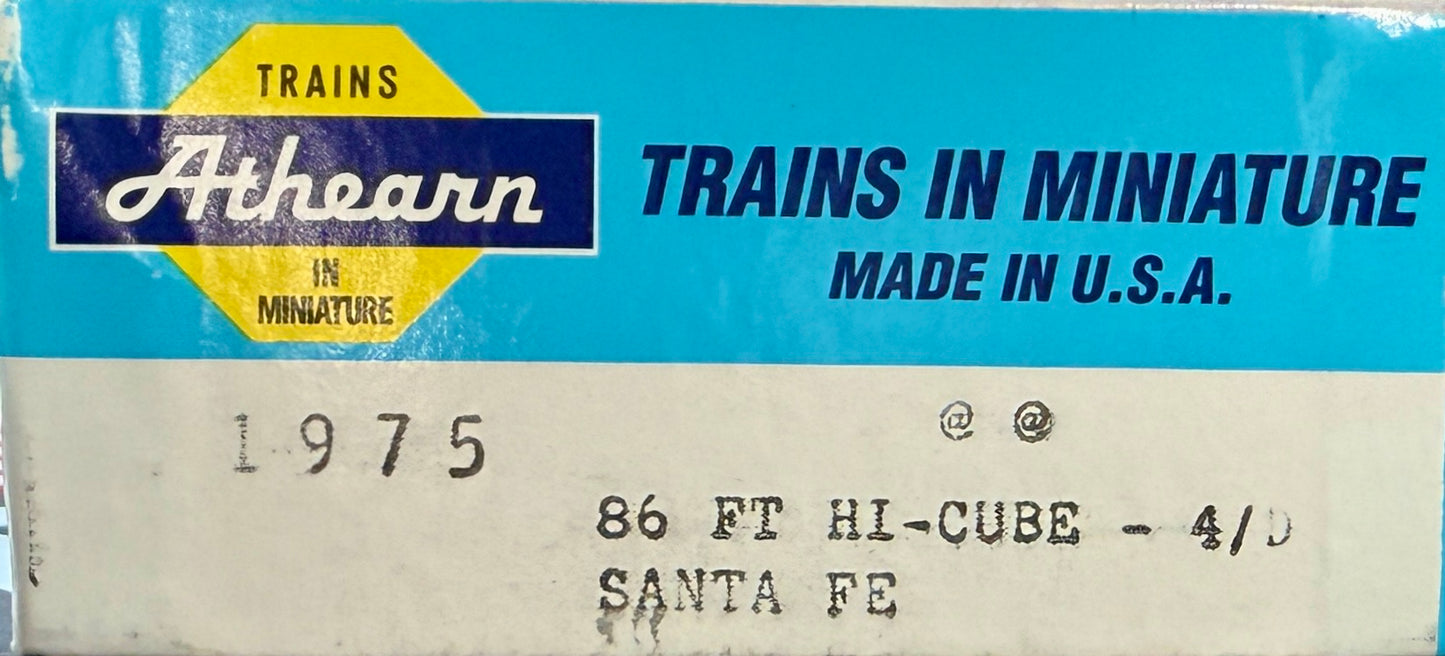 TRAINS
Athearn
IN
MINIATURE
TRAINS IN MINIATURE
MADE IN U.S.A.
1975
@ @
86 FT HI-CUBE - 4/D
SANTA FE